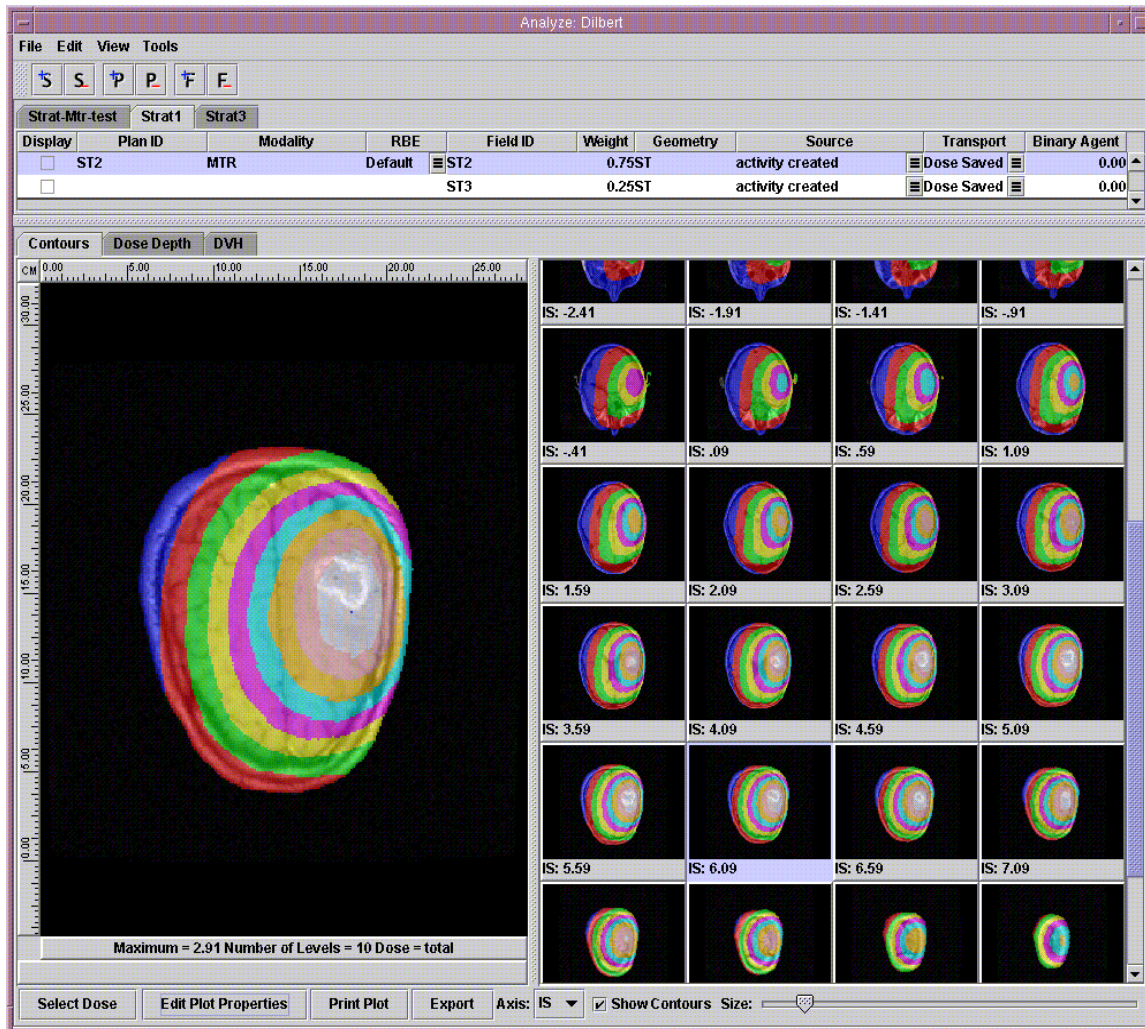 Analyze: Dilbert
File Edit View Tools
+S S_ +P P_ +F F_
Strat-Mtr-test Strat1 Strat3
Display Plan ID Modality RBE Field ID Weight Geometry Source Transport Binary Agent
ST2 MTR Default ST2 0.75 ST activity created Dose Saved 0.00
ST3 0.25 ST activity created Dose Saved 0.00
Contours Dose Depth DVH
CM 0.00 5.00 10.00 15.00 20.00 25.00
30.00
25.00
20.00
15.00
10.00
5.00
0.00
IS: -2.41 IS: -1.91 IS: -1.41 IS: -.91
IS: -.41 IS: .09 IS: .59 IS: 1.09
IS: 1.59 IS: 2.09 IS: 2.59 IS: 3.09
IS: 3.59 IS: 4.09 IS: 4.59 IS: 5.09
IS: 5.59 IS: 6.09 IS: 6.59 IS: 7.09
Maximum = 2.91 Number of Levels = 10 Dose = total
Select Dose Edit Plot Properties Print Plot Export Axis: IS Show Contours Size: